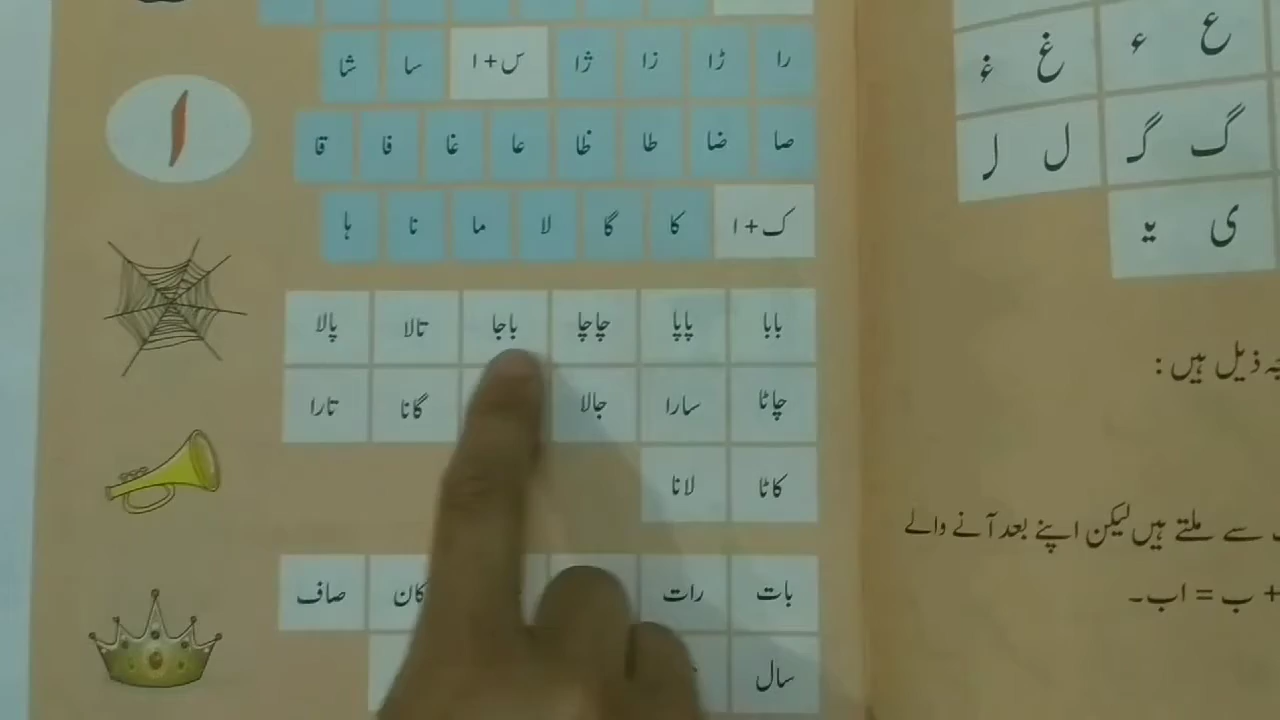 را ڑا زا ژا س+ا سا شا
صا ضا طا ظا عا غا فا قا
ک+ا کا گا لا ما نا ہا
ا
بابا پاپا چاچا باجا تالا پالا
چاٹا سارا جالا گانا تارا
کاٹا لانا
بات رات کان صاف
سال
ع ء غ غ
گ گ ل ل
ی یہ
ذیل ہیں :
سے ملتے ہیں لیکن اپنے بعد آنے والے
+ ب = اب۔